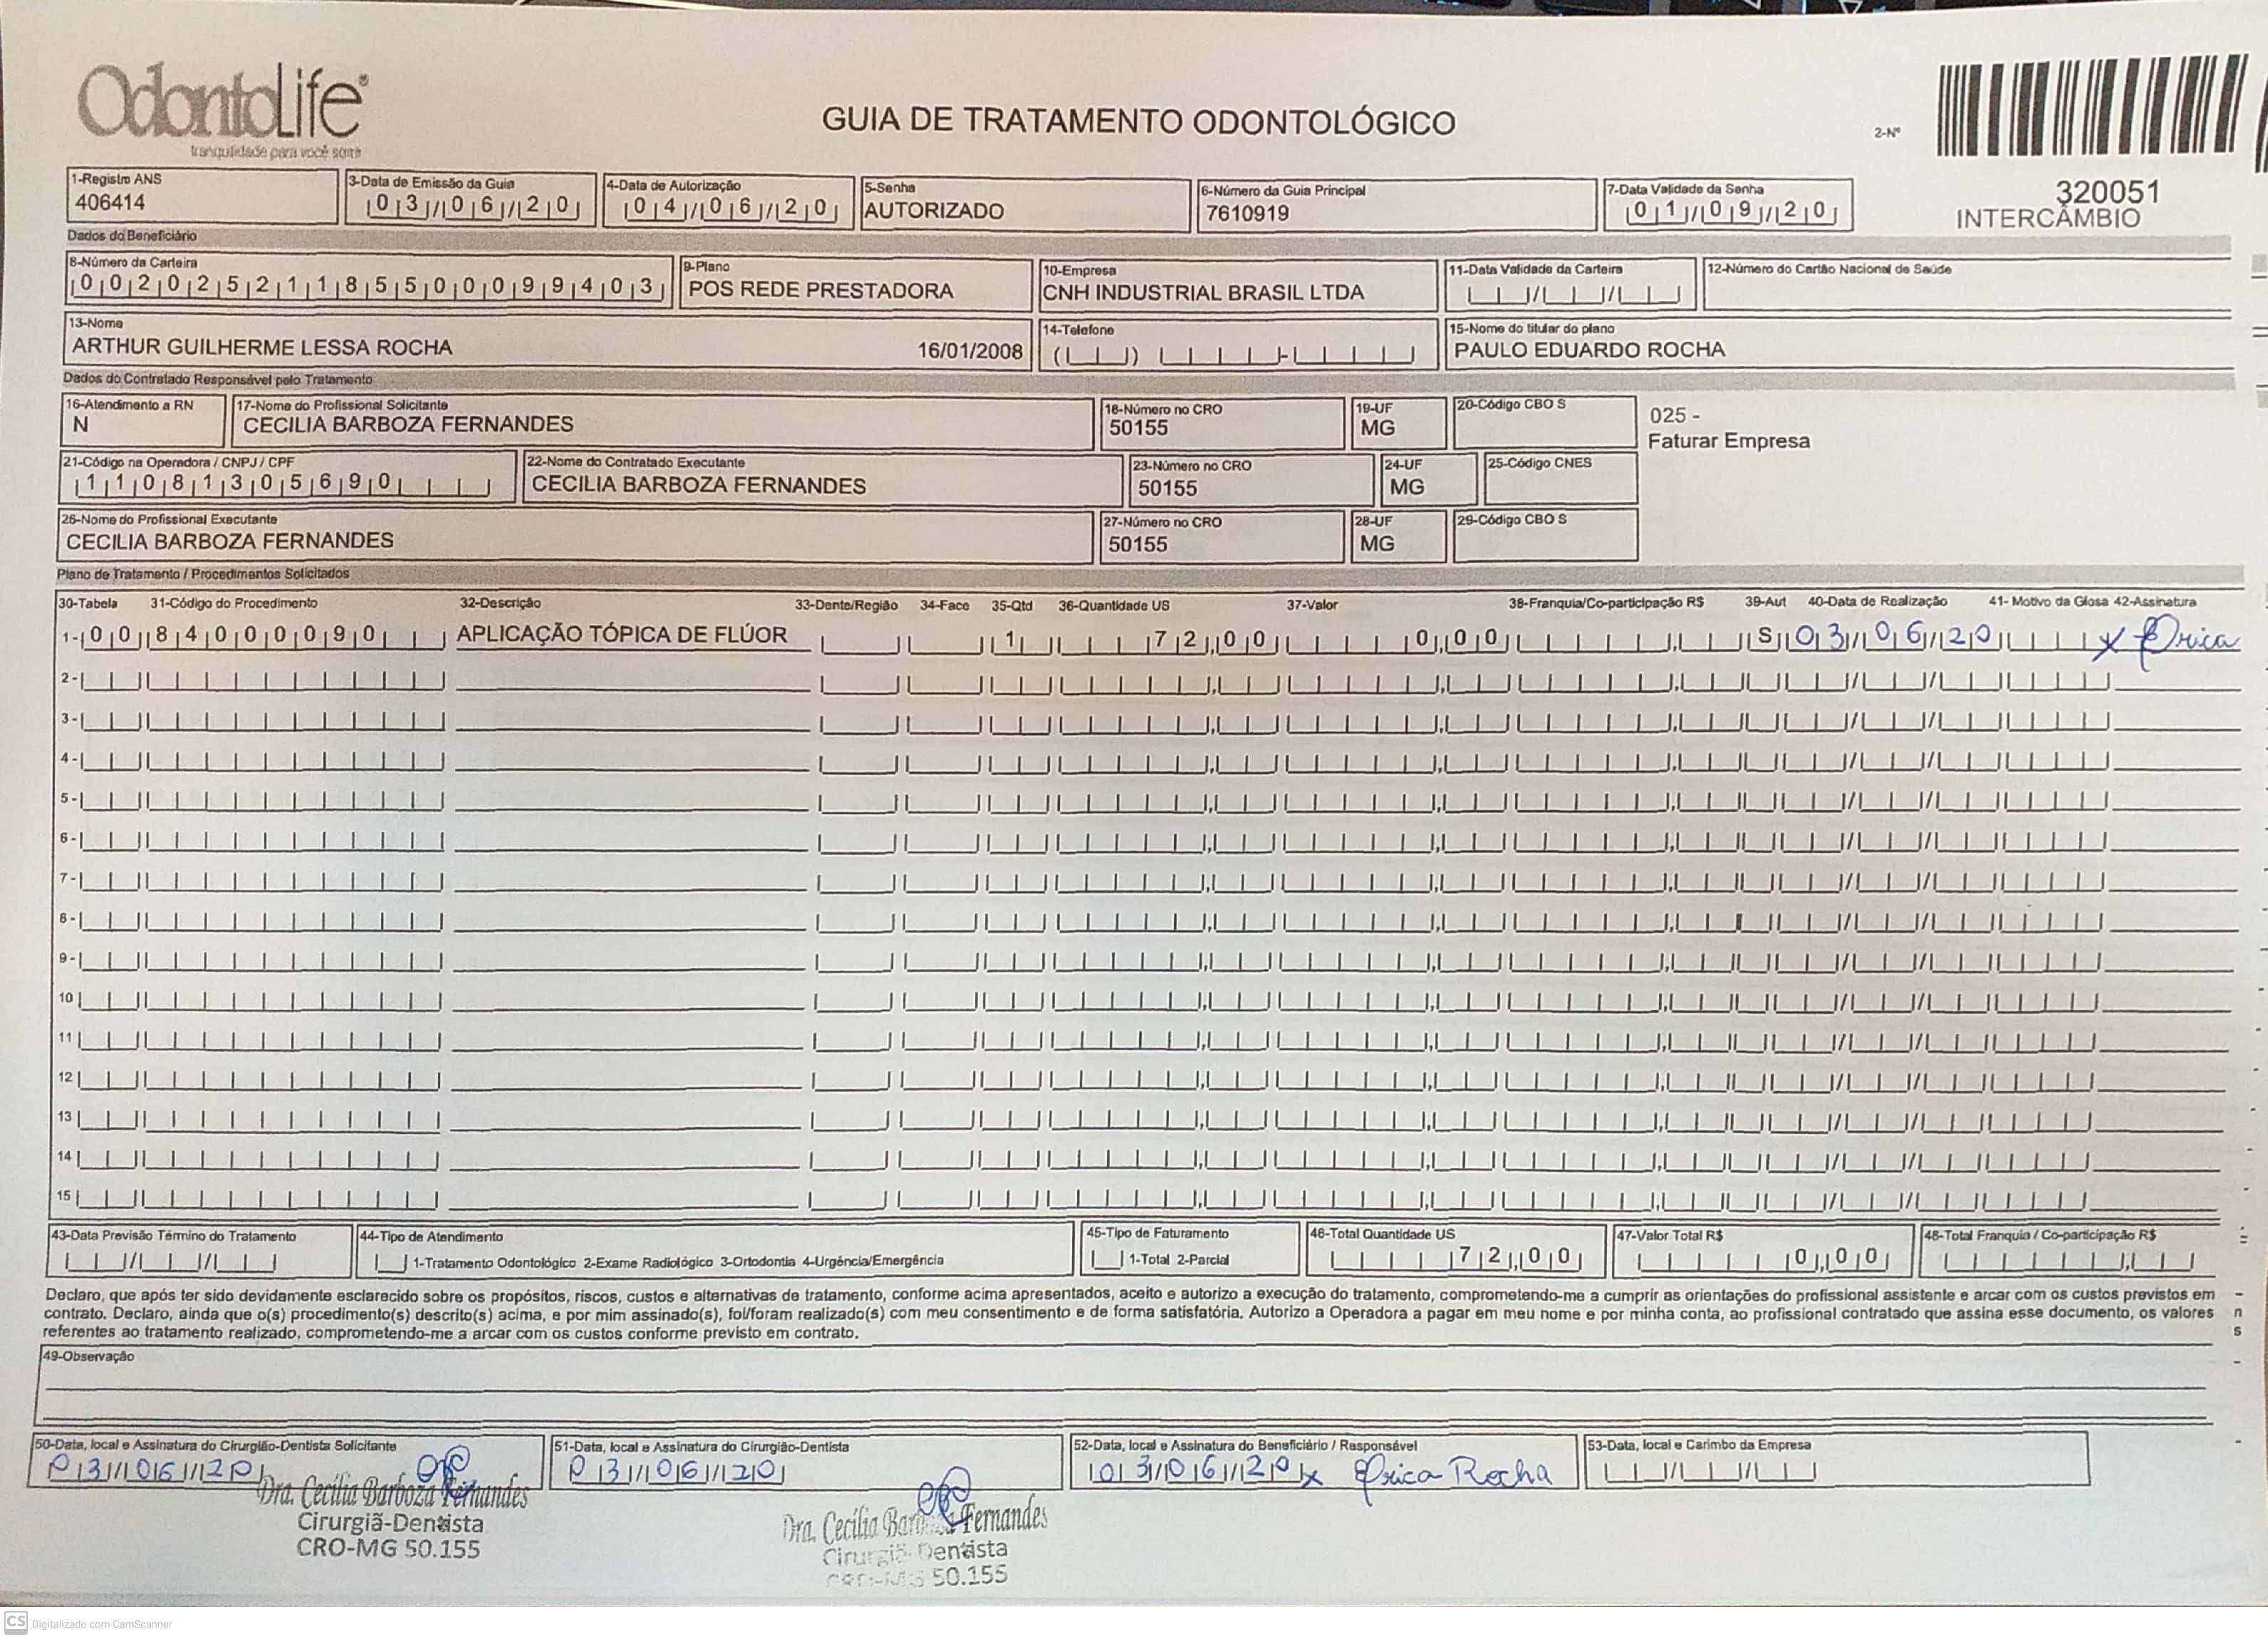 OdontoLife®
tranquilidade para você sorrir
GUIA DE TRATAMENTO ODONTOLÓGICO
2-Nº
320051
INTERCÂMBIO
1-Registro ANS
406414
3-Data de Emissão da Guia
03/06/20
4-Data de Autorização
04/06/20
5-Senha
AUTORIZADO
6-Número da Guia Principal
7610919
7-Data Validade da Senha
01/09/20
Dados do Beneficiário
8-Número da Carteira
00202521185500099403
9-Plano
POS REDE PRESTADORA
10-Empresa
CNH INDUSTRIAL BRASIL LTDA
11-Data Validade da Carteira
12-Número do Cartão Nacional de Saúde
13-Nome
ARTHUR GUILHERME LESSA ROCHA 16/01/2008
14-Telefone
15-Nome do titular do plano
PAULO EDUARDO ROCHA
Dados do Contratado Responsável pelo Tratamento
16-Atendimento a RN
N
17-Nome do Profissional Solicitante
CECILIA BARBOZA FERNANDES
18-Número no CRO
50155
19-UF
MG
20-Código CBO S
025 -
Faturar Empresa
21-Código na Operadora / CNPJ / CPF
11081305690
22-Nome do Contratado Executante
CECILIA BARBOZA FERNANDES
23-Número no CRO
50155
24-UF
MG
25-Código CNES
26-Nome do Profissional Executante
CECILIA BARBOZA FERNANDES
27-Número no CRO
50155
28-UF
MG
29-Código CBO S
Plano de Tratamento / Procedimentos Solicitados
30-Tabela 31-Código do Procedimento 32-Descrição 33-Dente/Região 34-Face 35-Qtd 36-Quantidade US 37-Valor 38-Franquia/Co-participação R$ 39-Aut 40-Data de Realização 41- Motivo da Glosa 42-Assinatura
1- 00 84000090 APLICAÇÃO TÓPICA DE FLÚOR 1 72,00 0,00 S 03/06/20 x Erica
2-
3-
4-
5-
6-
7-
8-
9-
10
11
12
13
14
15
43-Data Previsão Término do Tratamento
44-Tipo de Atendimento
1-Tratamento Odontológico 2-Exame Radiológico 3-Ortodontia 4-Urgência/Emergência
45-Tipo de Faturamento
1-Total 2-Parcial
46-Total Quantidade US
72,00
47-Valor Total R$
0,00
48-Total Franquia / Co-participação R$
Declaro, que após ter sido devidamente esclarecido sobre os propósitos, riscos, custos e alternativas de tratamento, conforme acima apresentados, aceito e autorizo a execução do tratamento, comprometendo-me a cumprir as orientações do profissional assistente e arcar com os custos previstos em
contrato. Declaro, ainda que o(s) procedimento(s) descrito(s) acima, e por mim assinado(s), foi/foram realizado(s) com meu consentimento e de forma satisfatória. Autorizo a Operadora a pagar em meu nome e por minha conta, ao profissional contratado que assina esse documento, os valores
referentes ao tratamento realizado, comprometendo-me a arcar com os custos conforme previsto em contrato.
49-Observação
50-Data, local e Assinatura do Cirurgião-Dentista Solicitante
03/06/20
Dra. Cecília Barboza Fernandes
Cirurgiã-Dentista
CRO-MG 50.155
51-Data, local e Assinatura do Cirurgião-Dentista
03/06/20
Dra. Cecília Barboza Fernandes
Cirurgiã-Dentista
CRO-MG 50.155
52-Data, local e Assinatura do Beneficiário / Responsável
03/06/20 x Erica Rocha
53-Data, local e Carimbo da Empresa
CS Digitalizado com CamScanner